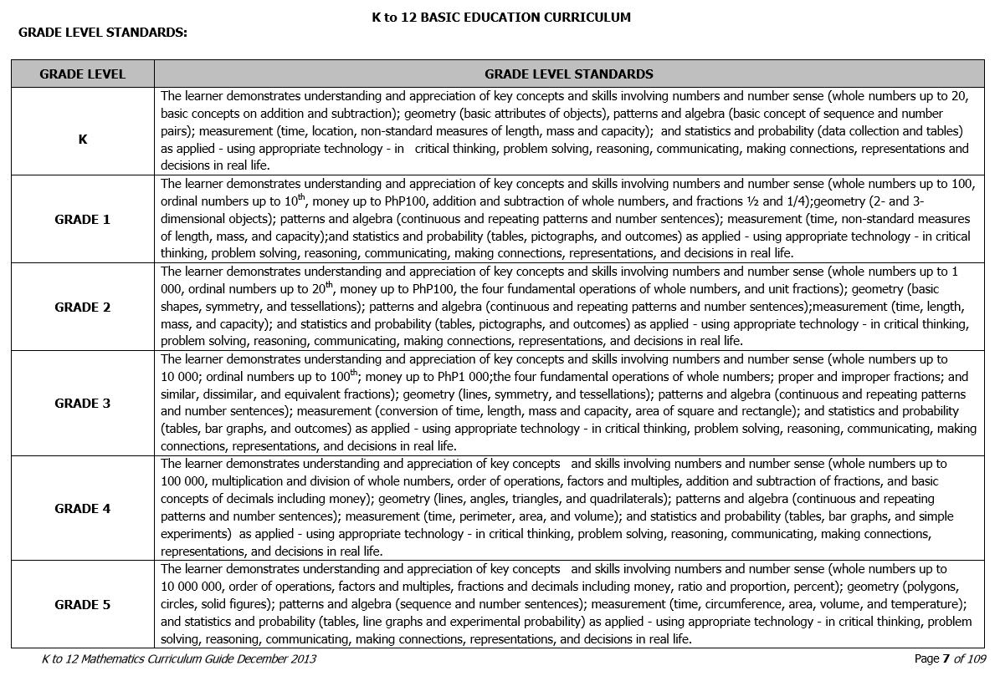 K to 12 BASIC EDUCATION CURRICULUM
GRADE LEVEL STANDARDS:
GRADE LEVEL GRADE LEVEL STANDARDS
K
The learner demonstrates understanding and appreciation of key concepts and skills involving numbers and number sense (whole numbers up to 20,
basic concepts on addition and subtraction); geometry (basic attributes of objects), patterns and algebra (basic concept of sequence and number
pairs); measurement (time, location, non-standard measures of length, mass and capacity);  and statistics and probability (data collection and tables)
as applied - using appropriate technology - in   critical thinking, problem solving, reasoning, communicating, making connections, representations and
decisions in real life.
GRADE 1
The learner demonstrates understanding and appreciation of key concepts and skills involving numbers and number sense (whole numbers up to 100,
ordinal numbers up to 10th, money up to PhP100, addition and subtraction of whole numbers, and fractions ½ and 1/4);geometry (2- and 3-
dimensional objects); patterns and algebra (continuous and repeating patterns and number sentences); measurement (time, non-standard measures
of length, mass, and capacity);and statistics and probability (tables, pictographs, and outcomes) as applied - using appropriate technology - in critical
thinking, problem solving, reasoning, communicating, making connections, representations, and decisions in real life.
GRADE 2
The learner demonstrates understanding and appreciation of key concepts and skills involving numbers and number sense (whole numbers up to 1
000, ordinal numbers up to 20th, money up to PhP100, the four fundamental operations of whole numbers, and unit fractions); geometry (basic
shapes, symmetry, and tessellations); patterns and algebra (continuous and repeating patterns and number sentences);measurement (time, length,
mass, and capacity); and statistics and probability (tables, pictographs, and outcomes) as applied - using appropriate technology - in critical thinking,
problem solving, reasoning, communicating, making connections, representations, and decisions in real life.
GRADE 3
The learner demonstrates understanding and appreciation of key concepts and skills involving numbers and number sense (whole numbers up to
10 000; ordinal numbers up to 100th; money up to PhP1 000;the four fundamental operations of whole numbers; proper and improper fractions; and
similar, dissimilar, and equivalent fractions); geometry (lines, symmetry, and tessellations); patterns and algebra (continuous and repeating patterns
and number sentences); measurement (conversion of time, length, mass and capacity, area of square and rectangle); and statistics and probability
(tables, bar graphs, and outcomes) as applied - using appropriate technology - in critical thinking, problem solving, reasoning, communicating, making
connections, representations, and decisions in real life.
GRADE 4
The learner demonstrates understanding and appreciation of key concepts   and skills involving numbers and number sense (whole numbers up to
100 000, multiplication and division of whole numbers, order of operations, factors and multiples, addition and subtraction of fractions, and basic
concepts of decimals including money); geometry (lines, angles, triangles, and quadrilaterals); patterns and algebra (continuous and repeating
patterns and number sentences); measurement (time, perimeter, area, and volume); and statistics and probability (tables, bar graphs, and simple
experiments)  as applied - using appropriate technology - in critical thinking, problem solving, reasoning, communicating, making connections,
representations, and decisions in real life.
GRADE 5
The learner demonstrates understanding and appreciation of key concepts   and skills involving numbers and number sense (whole numbers up to
10 000 000, order of operations, factors and multiples, fractions and decimals including money, ratio and proportion, percent); geometry (polygons,
circles, solid figures); patterns and algebra (sequence and number sentences); measurement (time, circumference, area, volume, and temperature);
and statistics and probability (tables, line graphs and experimental probability) as applied - using appropriate technology - in critical thinking, problem
solving, reasoning, communicating, making connections, representations, and decisions in real life.
K to 12 Mathematics Curriculum Guide December 2013 Page 7 of 109